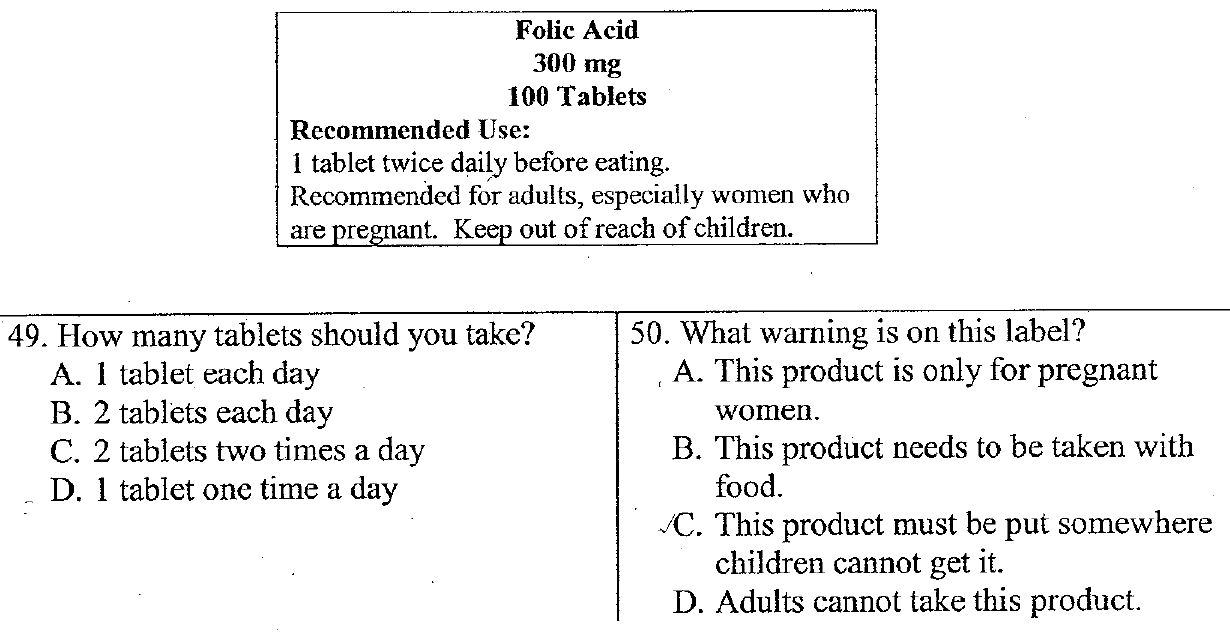 Folic Acid
300 mg
100 Tablets
Recommended Use:
1 tablet twice daily before eating.
Recommended for adults, especially women who
are pregnant. Keep out of reach of children.
49. How many tablets should you take?
A. 1 tablet each day
B. 2 tablets each day
C. 2 tablets two times a day
D. 1 tablet one time a day
50. What warning is on this label?
A. This product is only for pregnant
women.
B. This product needs to be taken with
food.
C. This product must be put somewhere
children cannot get it.
D. Adults cannot take this product.